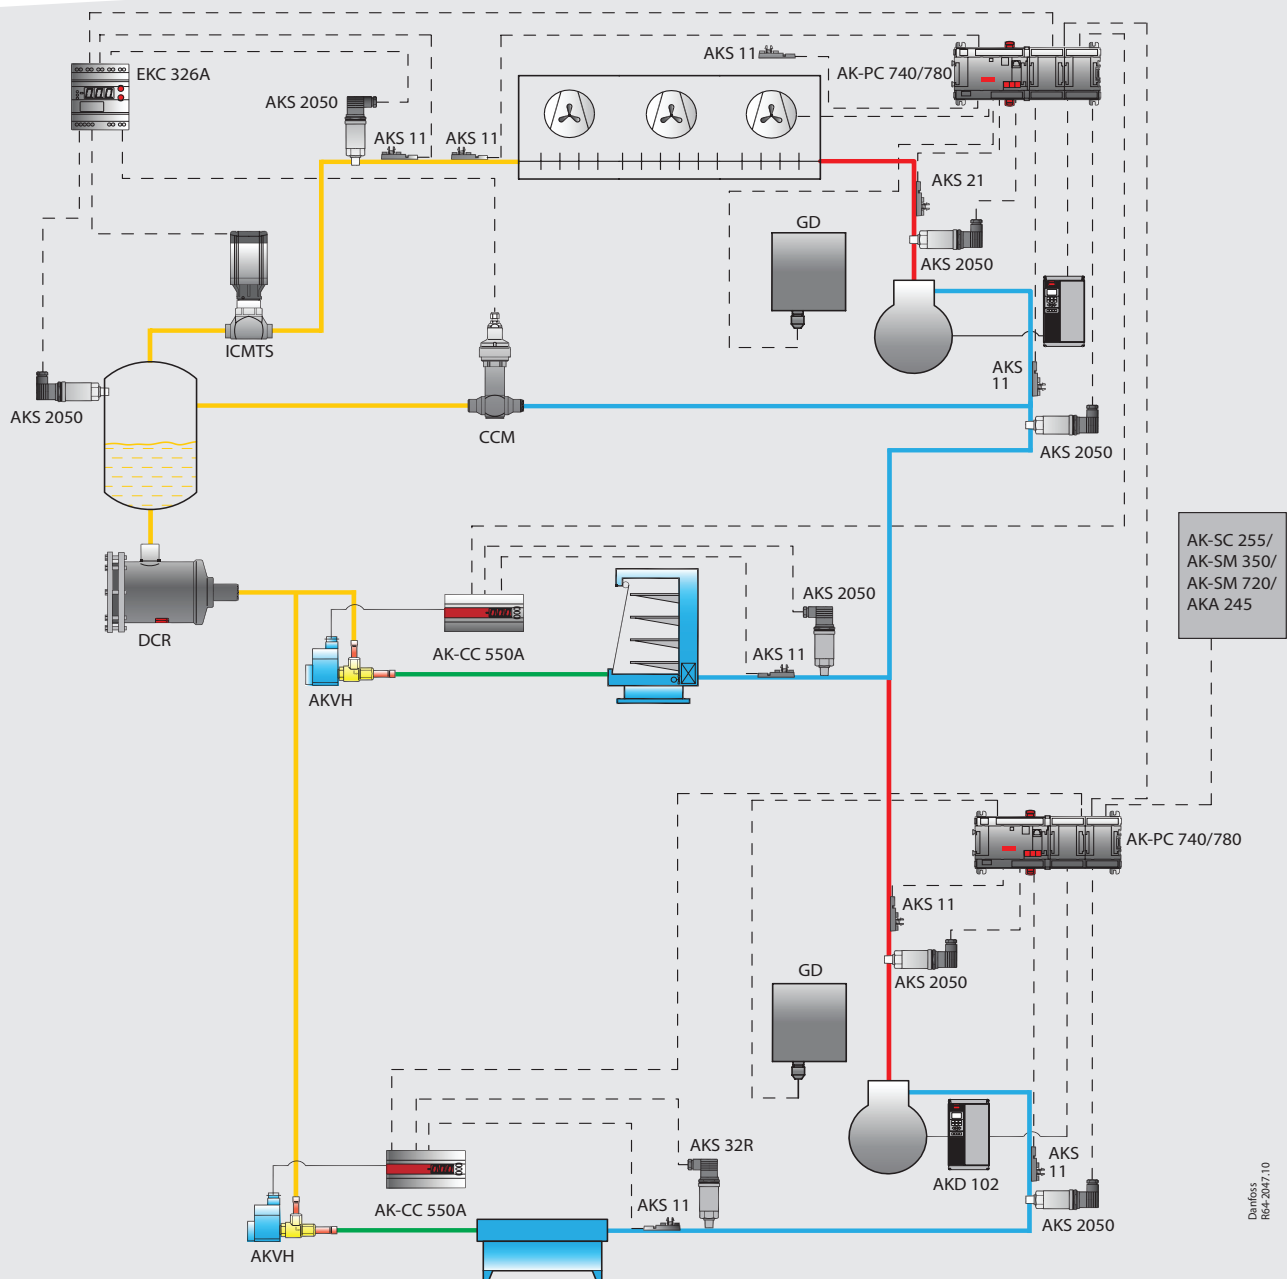 EKC 326A
AKS 2050
AKS 11
AKS 11
AKS 11
AK-PC 740/780
AKS 21
GD
AKS 2050
ICMTS
AKS 2050
CCM
AKS
11
AKS 2050
AK-SC 255/
AK-SM 350/
AK-SM 720/
AKA 245
DCR
AK-CC 550A
AKS 2050
AKS 11
AKVH
AK-PC 740/780
AKS 11
AKS 2050
GD
AKS 32R
AKS
11
AKD 102
AK-CC 550A
AKS 11
AKS 2050
AKVH
Danfoss
R64-2047.10